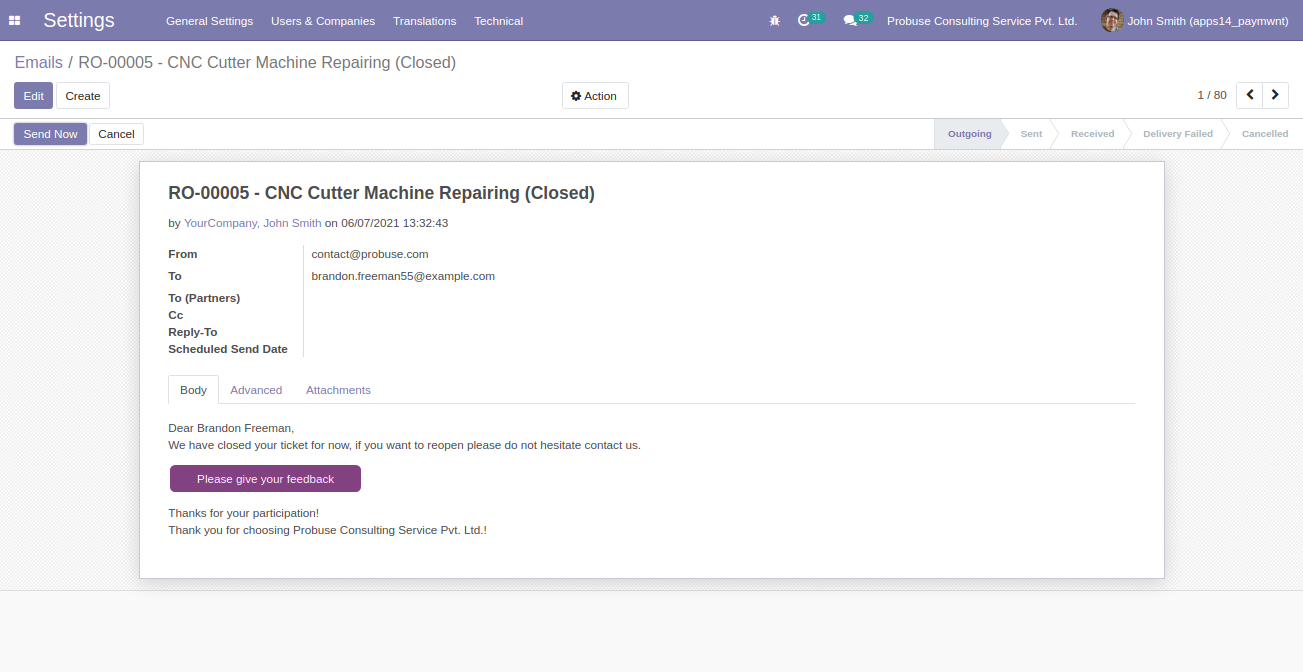 Settings General Settings Users & Companies Translations Technical 31 32 Probuse Consulting Service Pvt. Ltd. John Smith (apps14_paymwnt)
Emails / RO-00005 - CNC Cutter Machine Repairing (Closed)
Edit Create Action 1 / 80
Send Now Cancel Outgoing Sent Received Delivery Failed Cancelled
RO-00005 - CNC Cutter Machine Repairing (Closed)
by YourCompany, John Smith on 06/07/2021 13:32:43
From contact@probuse.com
To brandon.freeman55@example.com
To (Partners)
Cc
Reply-To
Scheduled Send Date
Body Advanced Attachments
Dear Brandon Freeman,
We have closed your ticket for now, if you want to reopen please do not hesitate contact us.
Please give your feedback
Thanks for your participation!
Thank you for choosing Probuse Consulting Service Pvt. Ltd.!